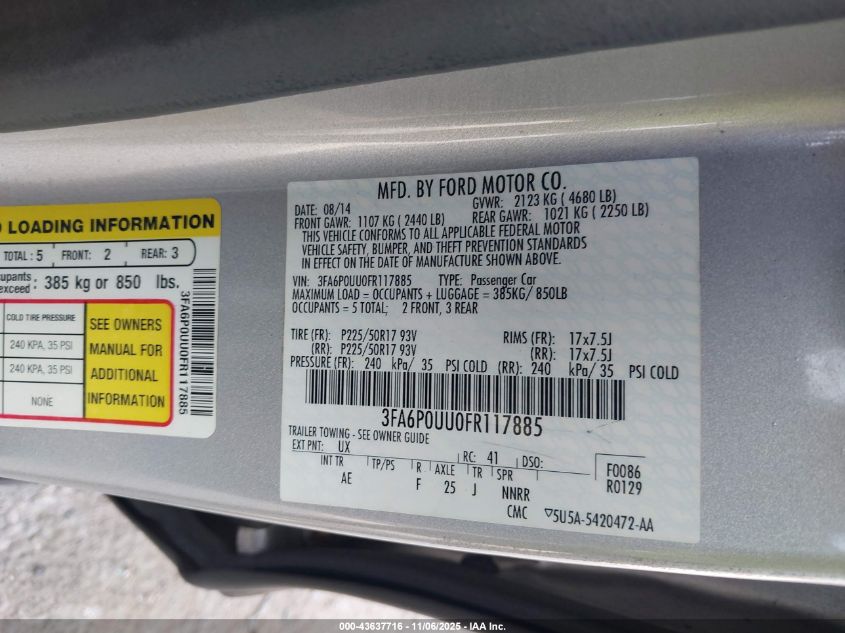 LOADING INFORMATION
TOTAL : 5 FRONT: 2 REAR: 3
385 kg or 850 lbs.
COLD TIRE PRESSURE
240 KPA, 35 PSI
240 KPA, 35 PSI
NONE
SEE OWNERS
MANUAL FOR
ADDITIONAL
INFORMATION
3FA6P0UU0FR117885
MFD. BY FORD MOTOR CO.
DATE: 08/14 GVWR: 2123 KG ( 4680 LB)
FRONT GAWR: 1107 KG ( 2440 LB) REAR GAWR: 1021 KG ( 2250 LB)
THIS VEHICLE CONFORMS TO ALL APPLICABLE FEDERAL MOTOR
VEHICLE SAFETY, BUMPER, AND THEFT PREVENTION STANDARDS
IN EFFECT ON THE DATE OF MANUFACTURE SHOWN ABOVE.
VIN: 3FA6P0UU0FR117885 TYPE: Passenger Car
MAXIMUM LOAD = OCCUPANTS + LUGGAGE = 385KG/ 850LB
OCCUPANTS = 5 TOTAL; 2 FRONT, 3 REAR
TIRE (FR): P225/50R17 93V RIMS (FR): 17x7.5J
(RR): P225/50R17 93V (RR): 17x7.5J
PRESSURE (FR): 240 kPa/ 35 PSI COLD (RR): 240 kPa/ 35 PSI COLD
3FA6P0UU0FR117885
TRAILER TOWING - SEE OWNER GUIDE
EXT PNT: UX RC: 41 DSO:
INT TR TP/PS R AXLE TR SPR
AE F 25 J NNRR
F0086
R0129
CMC ▽5U5A-5420472-AA
000-43637716 - 11/06/2025 - IAA Inc.